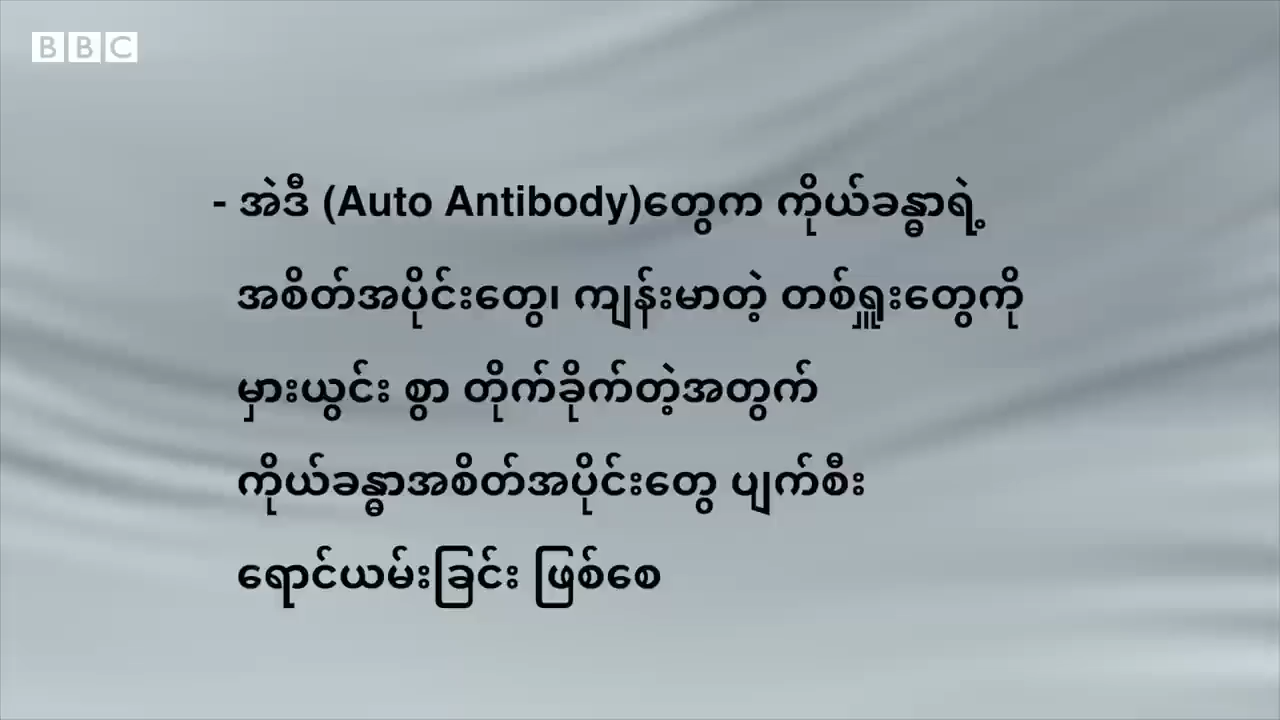 BBC
- အဲဒီ (Auto Antibody)တွေက ကိုယ်ခန္ဓာရဲ့
အစိတ်အပိုင်းတွေ၊ ကျန်းမာတဲ့ တစ်ရှူးတွေကို
မှားယွင်း စွာ တိုက်ခိုက်တဲ့အတွက်
ကိုယ်ခန္ဓာအစိတ်အပိုင်းတွေ ပျက်စီး
ရောင်ယမ်းခြင်း ဖြစ်စေ